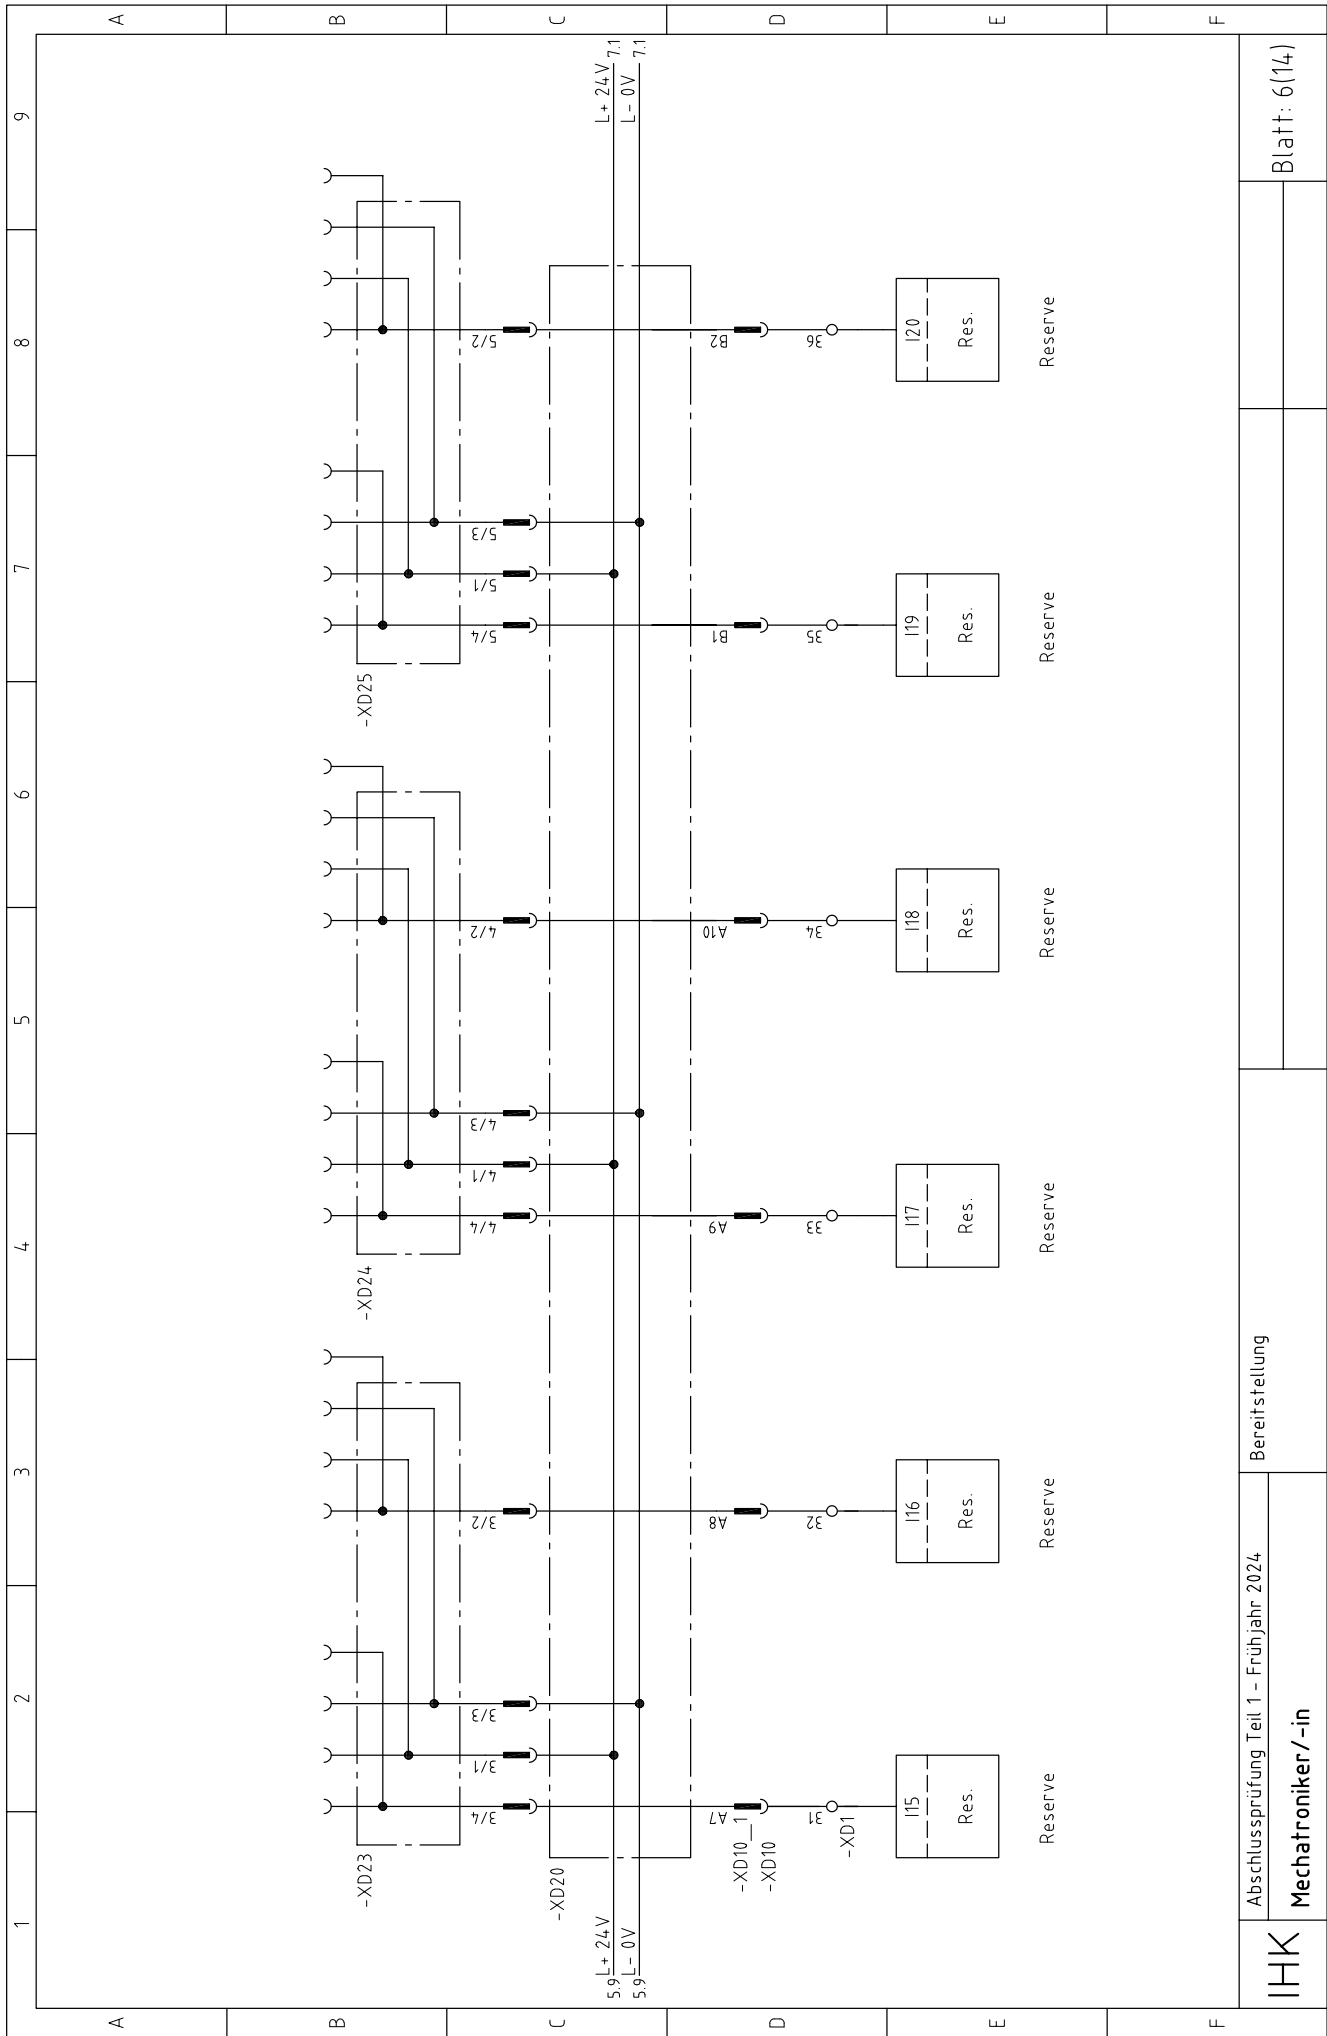 1 2 3 4 5 6 7 8 9
A A
B B
-XD23 -XD24 -XD25
3/4 3/1 3/3 3/2 4/4 4/1 4/3 4/2 5/4 5/1 5/3 5/2
C C
-XD20
5.9 L+ 24V L+ 24V 7.1
5.9 L- 0V L- 0V 7.1
A7 A8 A9 A10 B1 B2
-XD10__1
-XD10
D D
31 32 33 34 35 36
-XD1
I15 I16 I17 I18 I19 I20
Res. Res. Res. Res. Res. Res.
E E
Reserve Reserve Reserve Reserve Reserve Reserve
F F
IHK
Abschlussprüfung Teil 1 - Frühjahr 2024
Mechatroniker/-in
Bereitstellung
Blatt: 6(14)